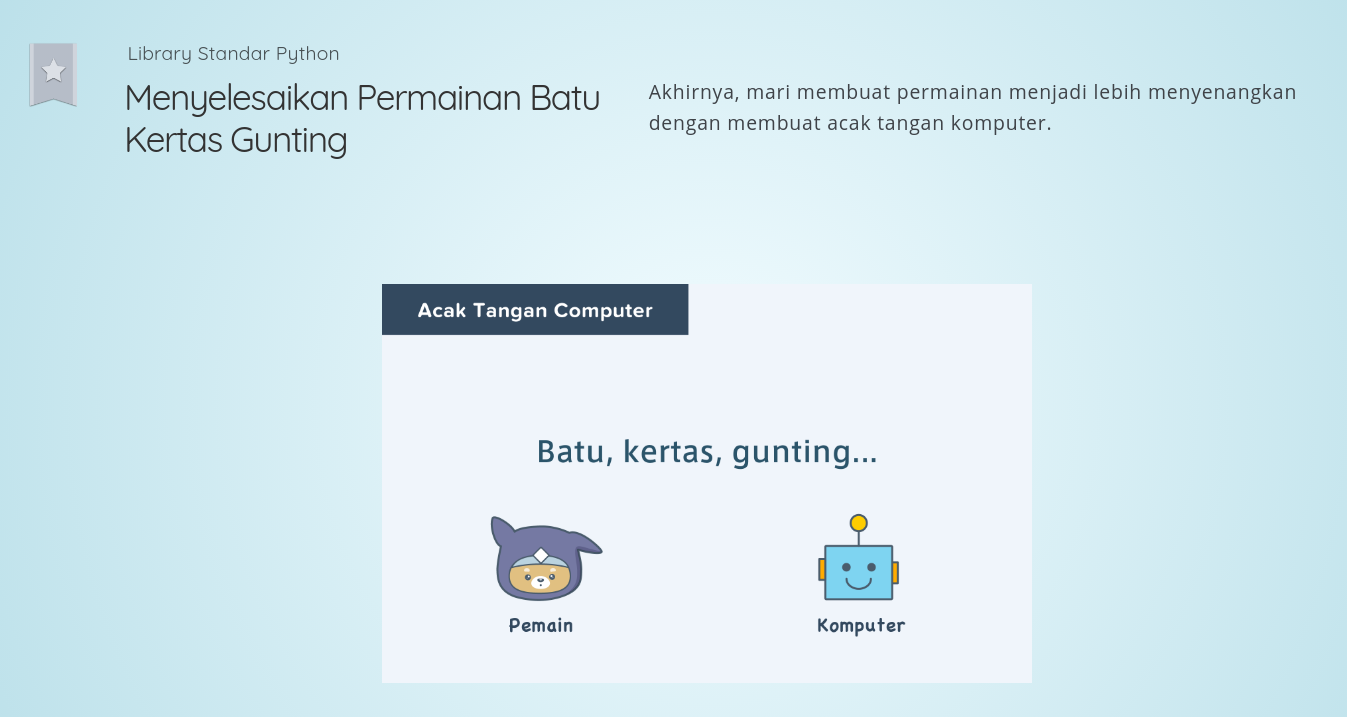 Library Standar Python
Menyelesaikan Permainan Batu
Kertas Gunting
Akhirnya, mari membuat permainan menjadi lebih menyenangkan
dengan membuat acak tangan komputer.
Acak Tangan Computer
Batu, kertas, gunting...
Pemain
Komputer